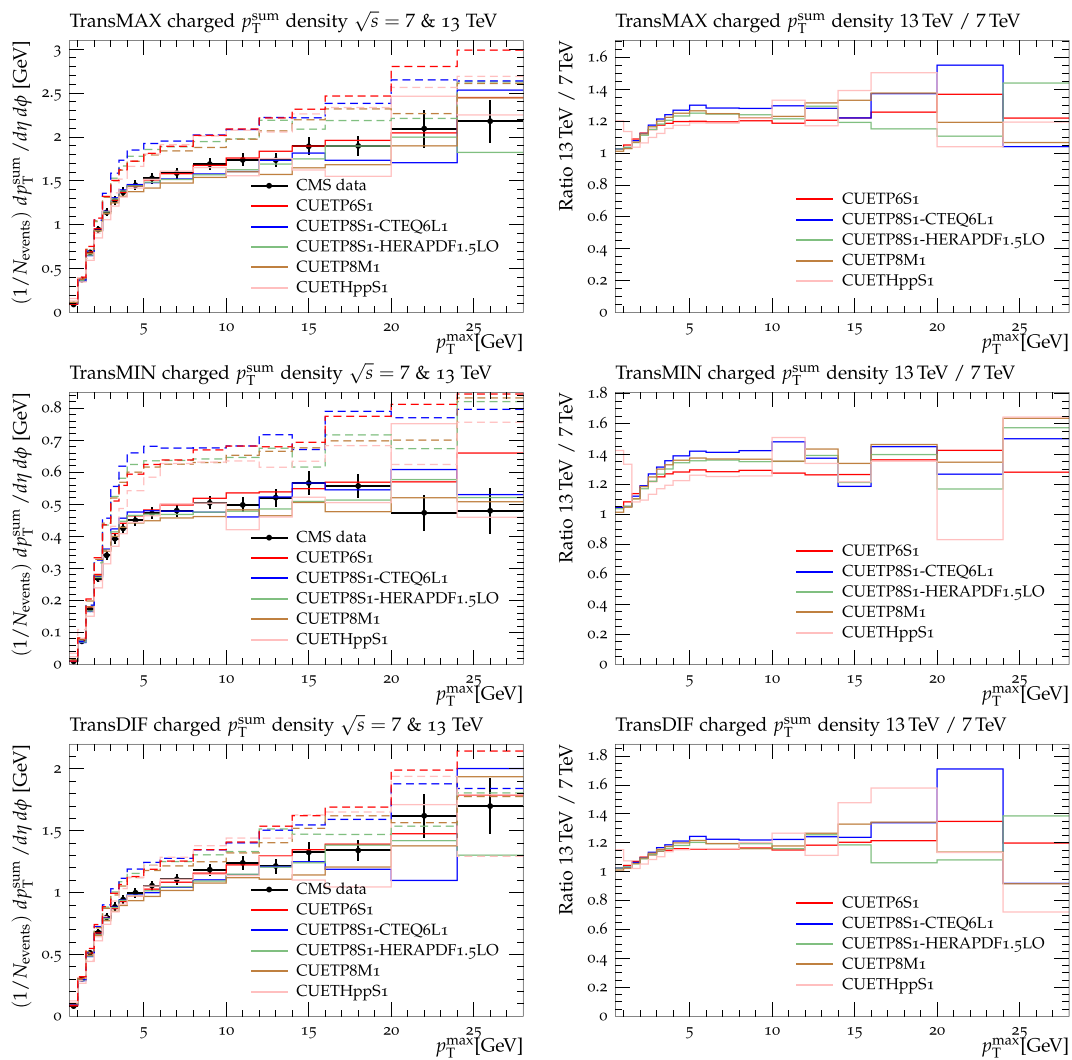 TransMAX charged p_T^sum density √s = 7 & 13 TeV
(1/N_events) dp_T^sum/dη dϕ [GeV]
3
2.5
2
1.5
1
0.5
0
CMS data
CUETP6S1
CUETP8S1-CTEQ6L1
CUETP8S1-HERAPDF1.5LO
CUETP8M1
CUETHppS1
5 10 15 20 25
p_T^max[GeV]
TransMAX charged p_T^sum density 13 TeV / 7 TeV
Ratio 13 TeV / 7 TeV
1.6
1.4
1.2
1
0.8
0.6
0.4
0.2
0
CUETP6S1
CUETP8S1-CTEQ6L1
CUETP8S1-HERAPDF1.5LO
CUETP8M1
CUETHppS1
5 10 15 20 25
p_T^max[GeV]
TransMIN charged p_T^sum density √s = 7 & 13 TeV
(1/N_events) dp_T^sum/dη dϕ [GeV]
0.8
0.7
0.6
0.5
0.4
0.3
0.2
0.1
0
CMS data
CUETP6S1
CUETP8S1-CTEQ6L1
CUETP8S1-HERAPDF1.5LO
CUETP8M1
CUETHppS1
5 10 15 20 25
p_T^max[GeV]
TransMIN charged p_T^sum density 13 TeV / 7 TeV
Ratio 13 TeV / 7 TeV
1.8
1.6
1.4
1.2
1
0.8
0.6
0.4
0.2
0
CUETP6S1
CUETP8S1-CTEQ6L1
CUETP8S1-HERAPDF1.5LO
CUETP8M1
CUETHppS1
5 10 15 20 25
p_T^max[GeV]
TransDIF charged p_T^sum density √s = 7 & 13 TeV
(1/N_events) dp_T^sum/dη dϕ [GeV]
2
1.5
1
0.5
0
CMS data
CUETP6S1
CUETP8S1-CTEQ6L1
CUETP8S1-HERAPDF1.5LO
CUETP8M1
CUETHppS1
5 10 15 20 25
p_T^max[GeV]
TransDIF charged p_T^sum density 13 TeV / 7 TeV
Ratio 13 TeV / 7 TeV
1.8
1.6
1.4
1.2
1
0.8
0.6
0.4
0.2
0
CUETP6S1
CUETP8S1-CTEQ6L1
CUETP8S1-HERAPDF1.5LO
CUETP8M1
CUETHppS1
5 10 15 20 25
p_T^max[GeV]